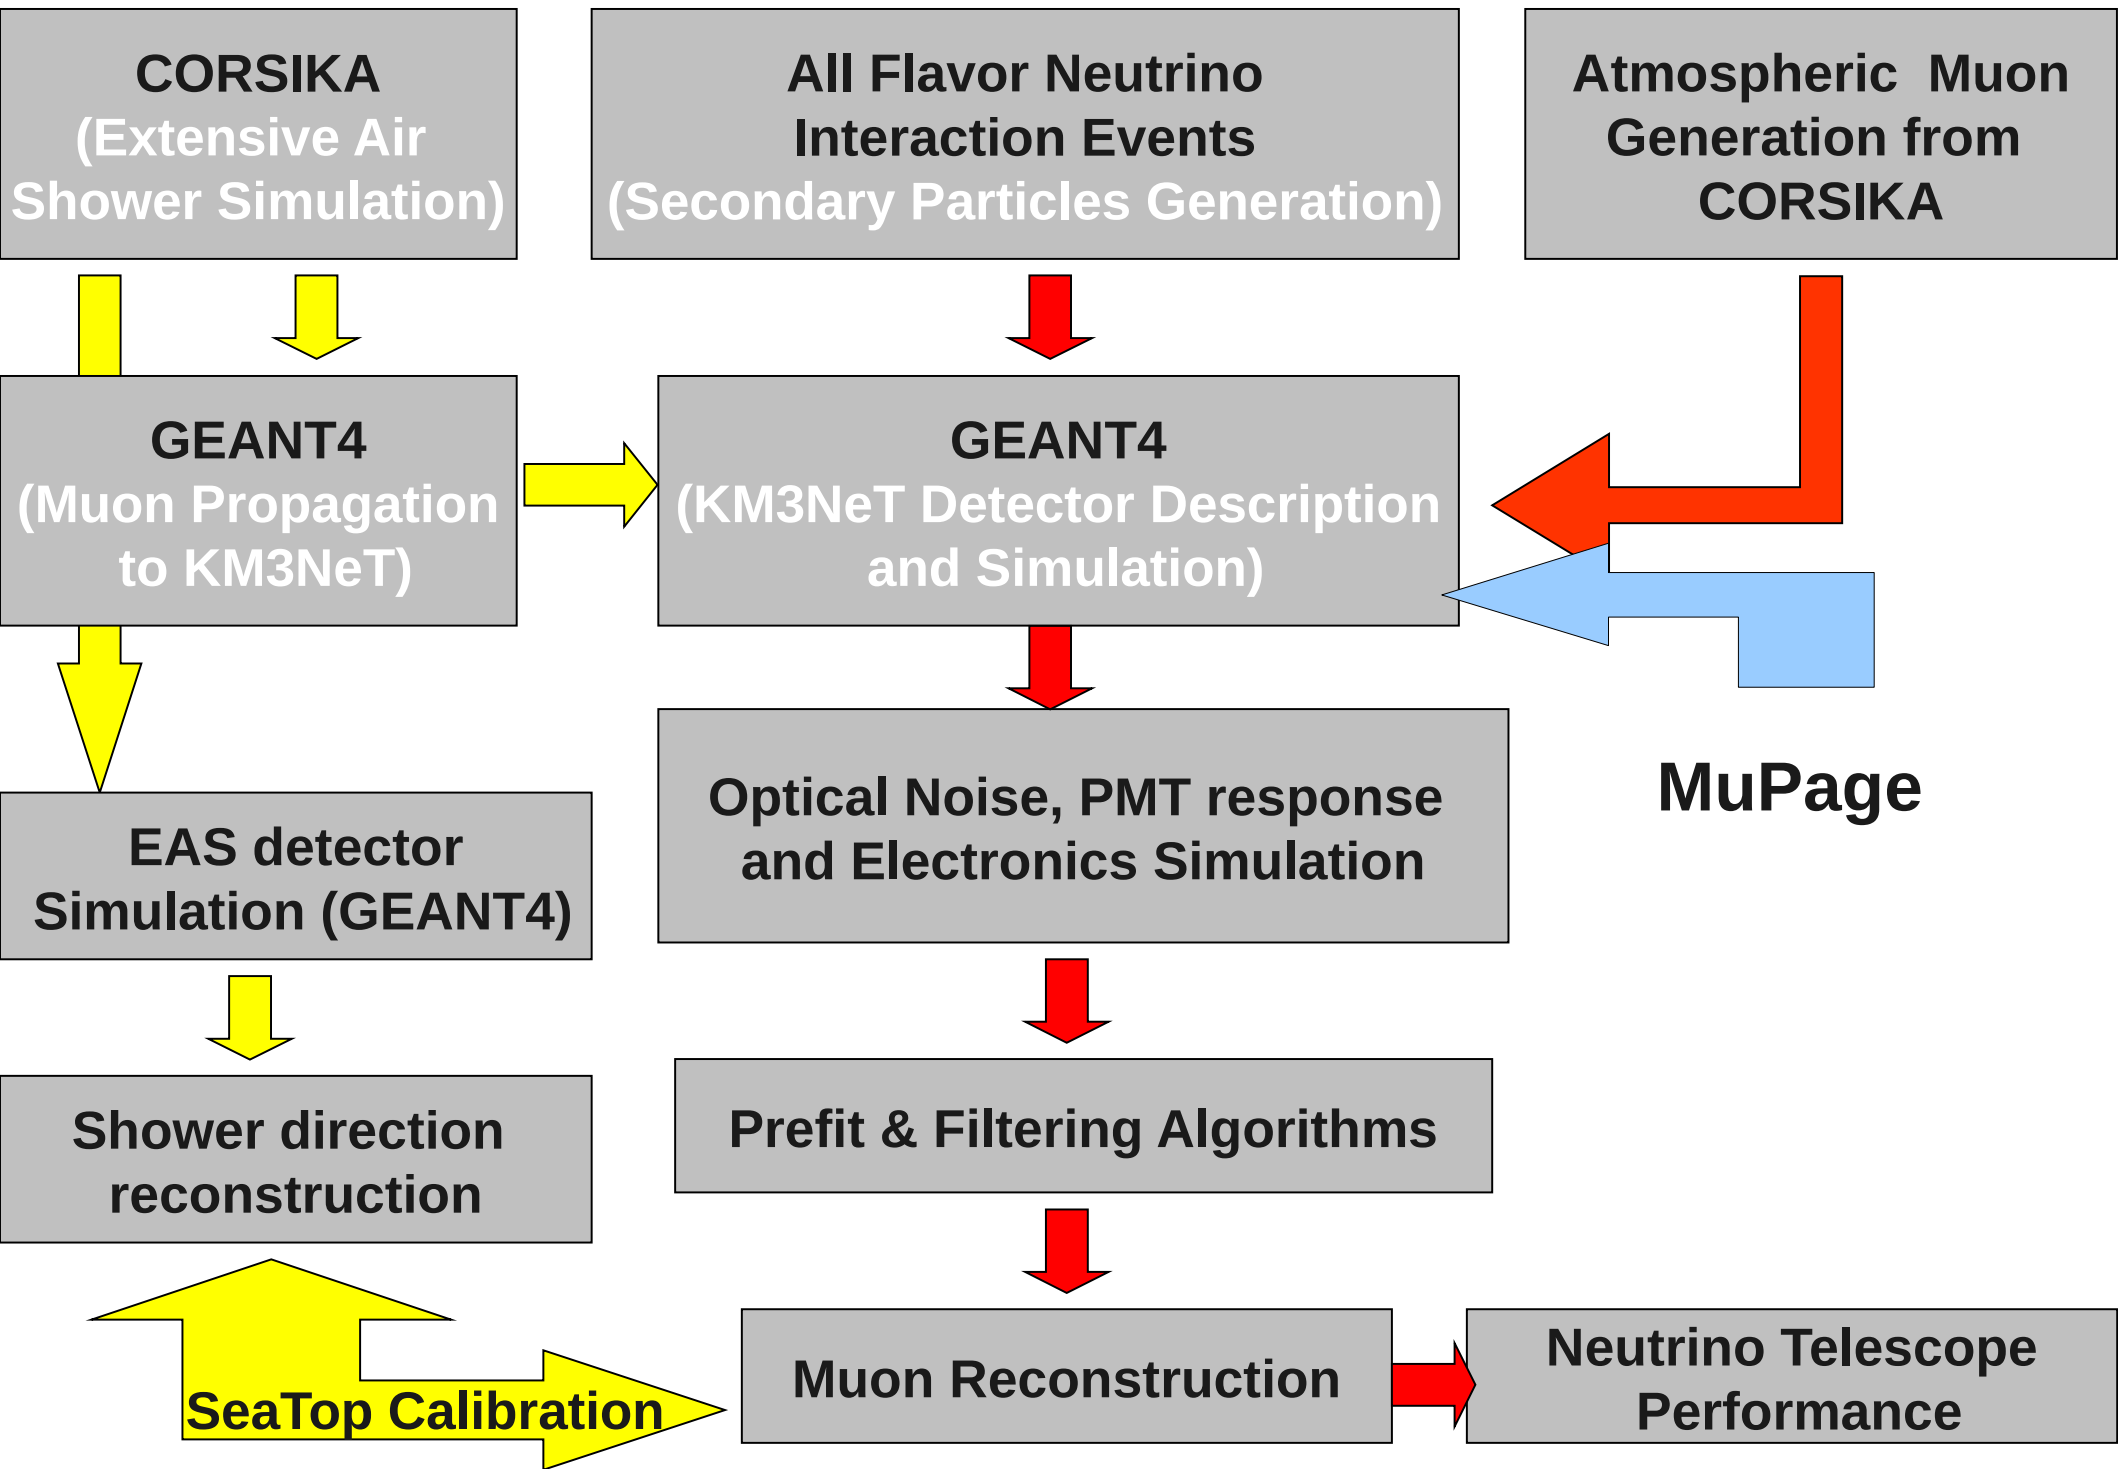 CORSIKA
(Extensive Air
Shower Simulation)
All Flavor Neutrino
Interaction Events
(Secondary Particles Generation)
Atmospheric Muon
Generation from
CORSIKA
GEANT4
(Muon Propagation
to KM3NeT)
GEANT4
(KM3NeT Detector Description
and Simulation)
MuPage
Optical Noise, PMT response
and Electronics Simulation
EAS detector
Simulation (GEANT4)
Shower direction
reconstruction
Prefit & Filtering Algorithms
SeaTop Calibration
Muon Reconstruction
Neutrino Telescope
Performance